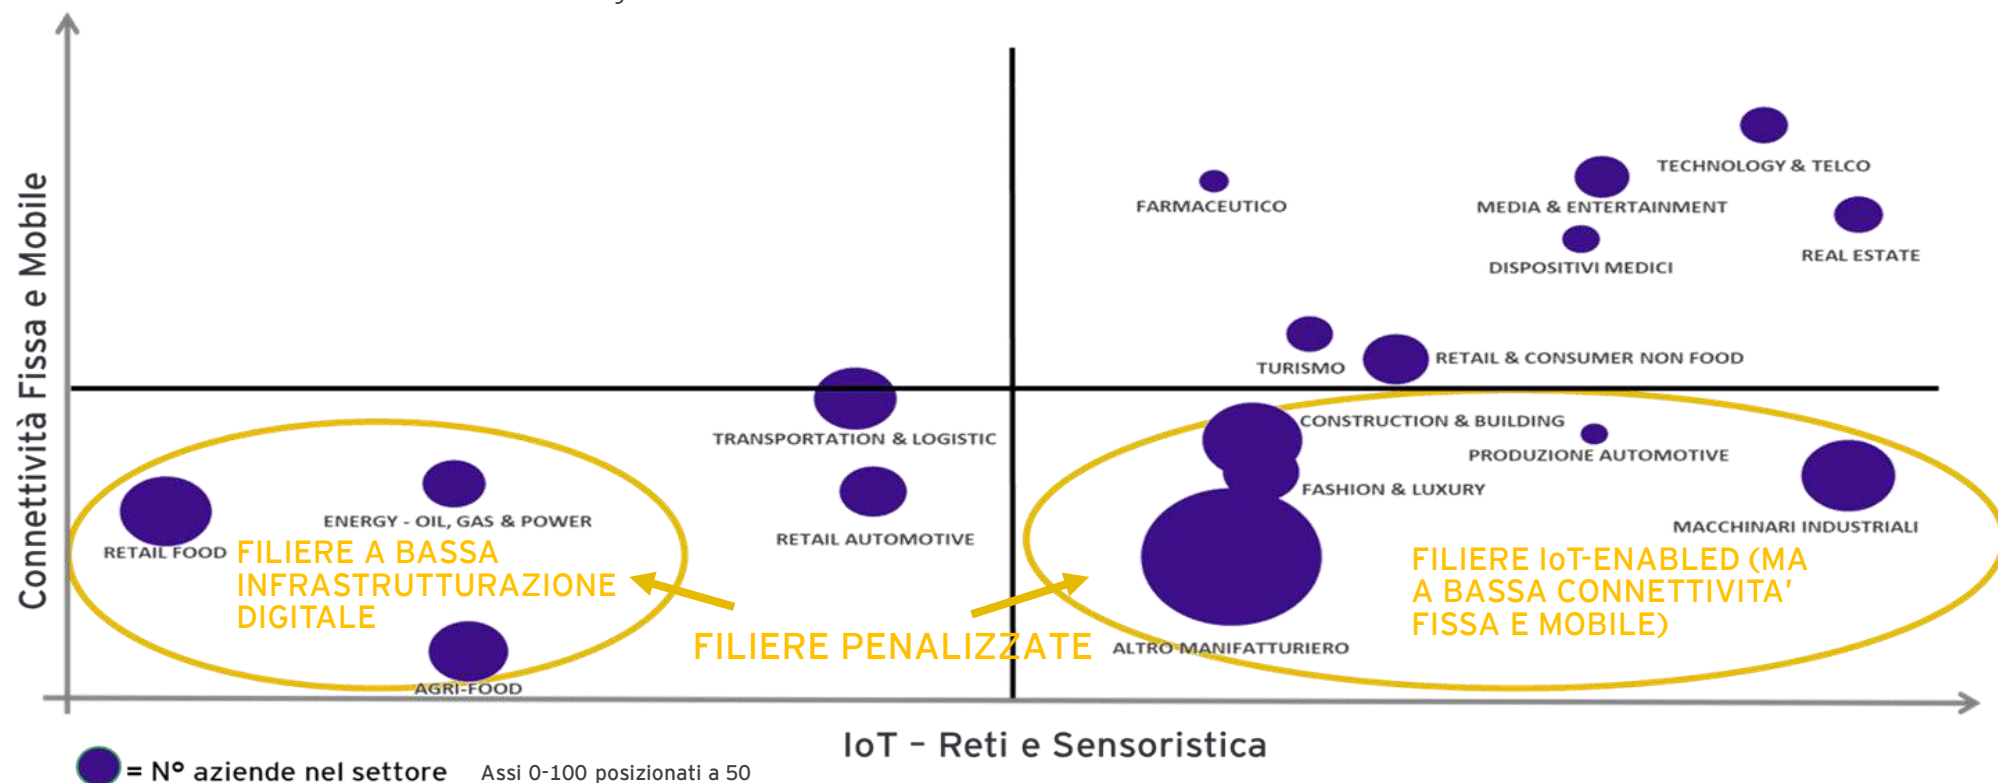 Connettività Fissa e Mobile
TECHNOLOGY & TELCO
FARMACEUTICO
MEDIA & ENTERTAINMENT
REAL ESTATE
DISPOSITIVI MEDICI
TURISMO
RETAIL & CONSUMER NON FOOD
CONSTRUCTION & BUILDING
TRANSPORTATION & LOGISTIC
PRODUZIONE AUTOMOTIVE
FASHION & LUXURY
ENERGY - OIL, GAS & POWER
MACCHINARI INDUSTRIALI
RETAIL AUTOMOTIVE
RETAIL FOOD
FILIERE A BASSA
INFRASTRUTTURAZIONE
DIGITALE
FILIERE IoT-ENABLED (MA
A BASSA CONNETTIVITA'
FISSA E MOBILE)
FILIERE PENALIZZATE
ALTRO MANIFATTURIERO
AGRI-FOOD
IoT – Reti e Sensoristica
= N° aziende nel settore
Assi 0-100 posizionati a 50